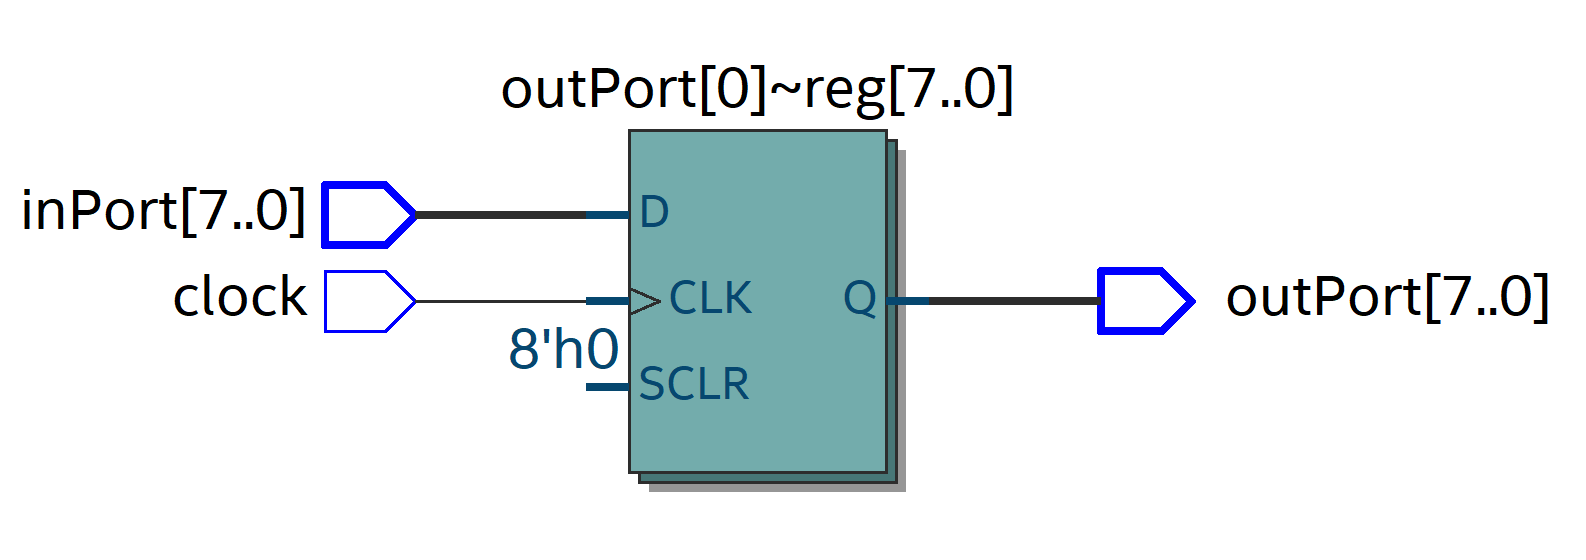 outPort[0]~reg[7..0]
inPort[7..0]
D
clock
CLK
Q
outPort[7..0]
8'h0
SCLR